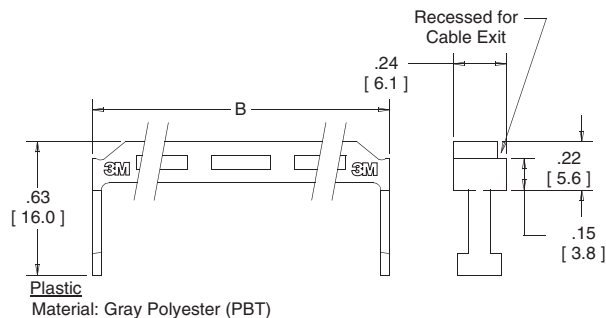 Recessed for
Cable Exit
.24
[ 6.1 ]
B
3M
3M
.63
[ 16.0 ]
.22
[ 5.6 ]
.15
[ 3.8 ]
Plastic
Material: Gray Polyester (PBT)